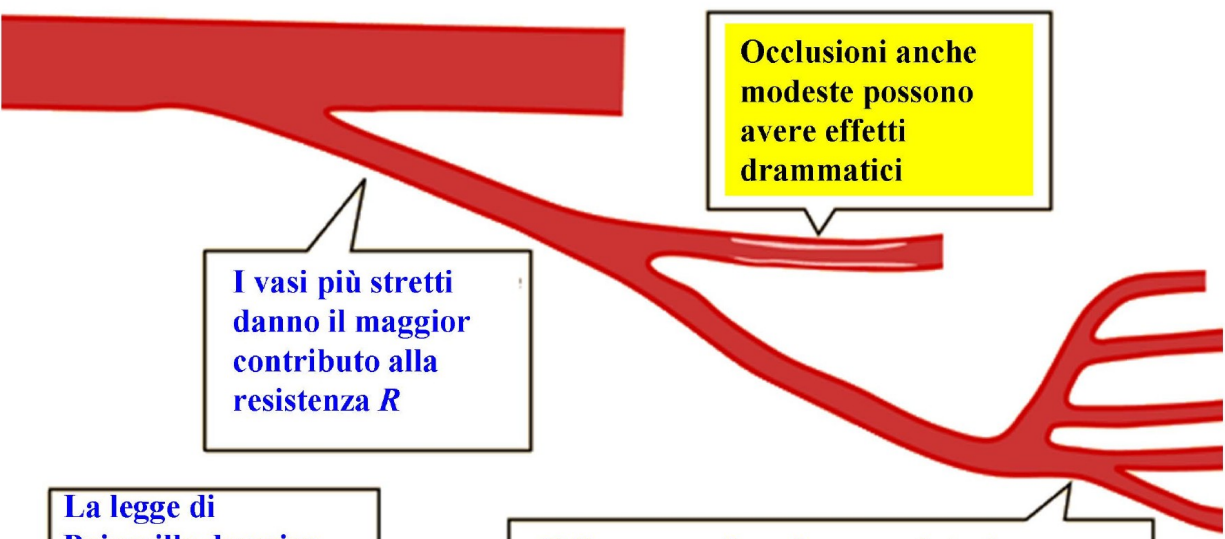 Occlusioni anche
modeste possono
avere effetti
drammatici
I vasi più stretti
danno il maggior
contributo alla
resistenza R
La legge di